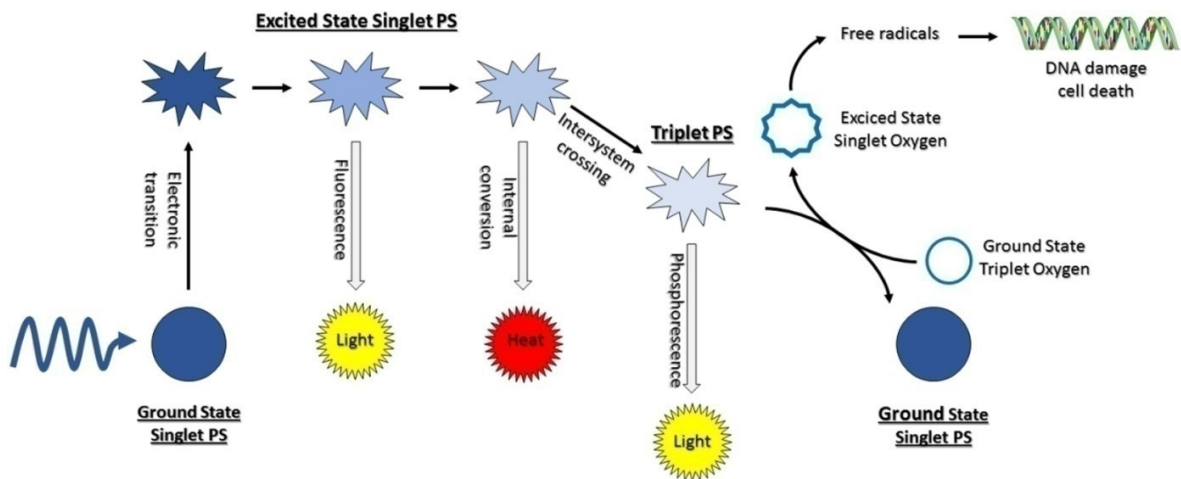 Excited State Singlet PS
Electronic
transition
Fluorescence
Internal
conversion
Intersystem
crossing
Triplet PS
Phosphorescence
Free radicals
DNA damage
cell death
Exciced State
Singlet Oxygen
Ground State
Triplet Oxygen
Light
Heat
Light
Ground State
Singlet PS
Ground State
Singlet PS